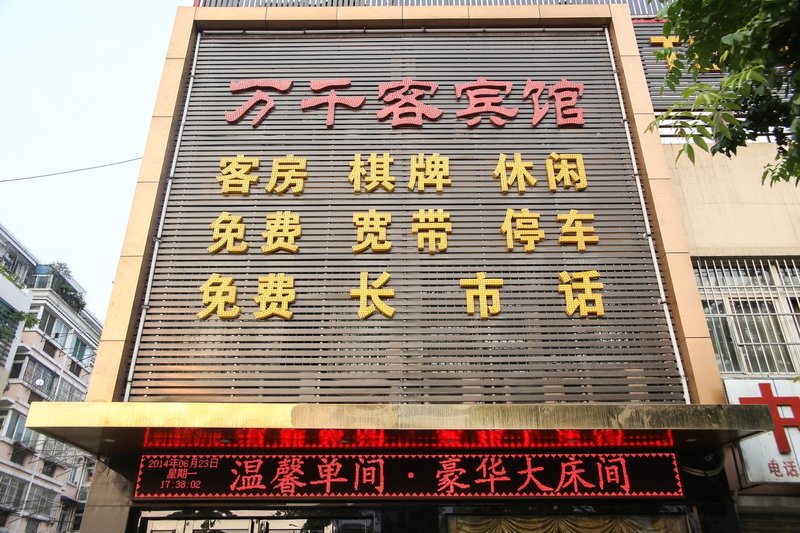 万千客宾馆
客房 棋牌 休闲
免费 宽带 停车
免费 长 市 话
2014年06月23日
星期一
17:38:02
温馨单间·豪华大床间
中
电话